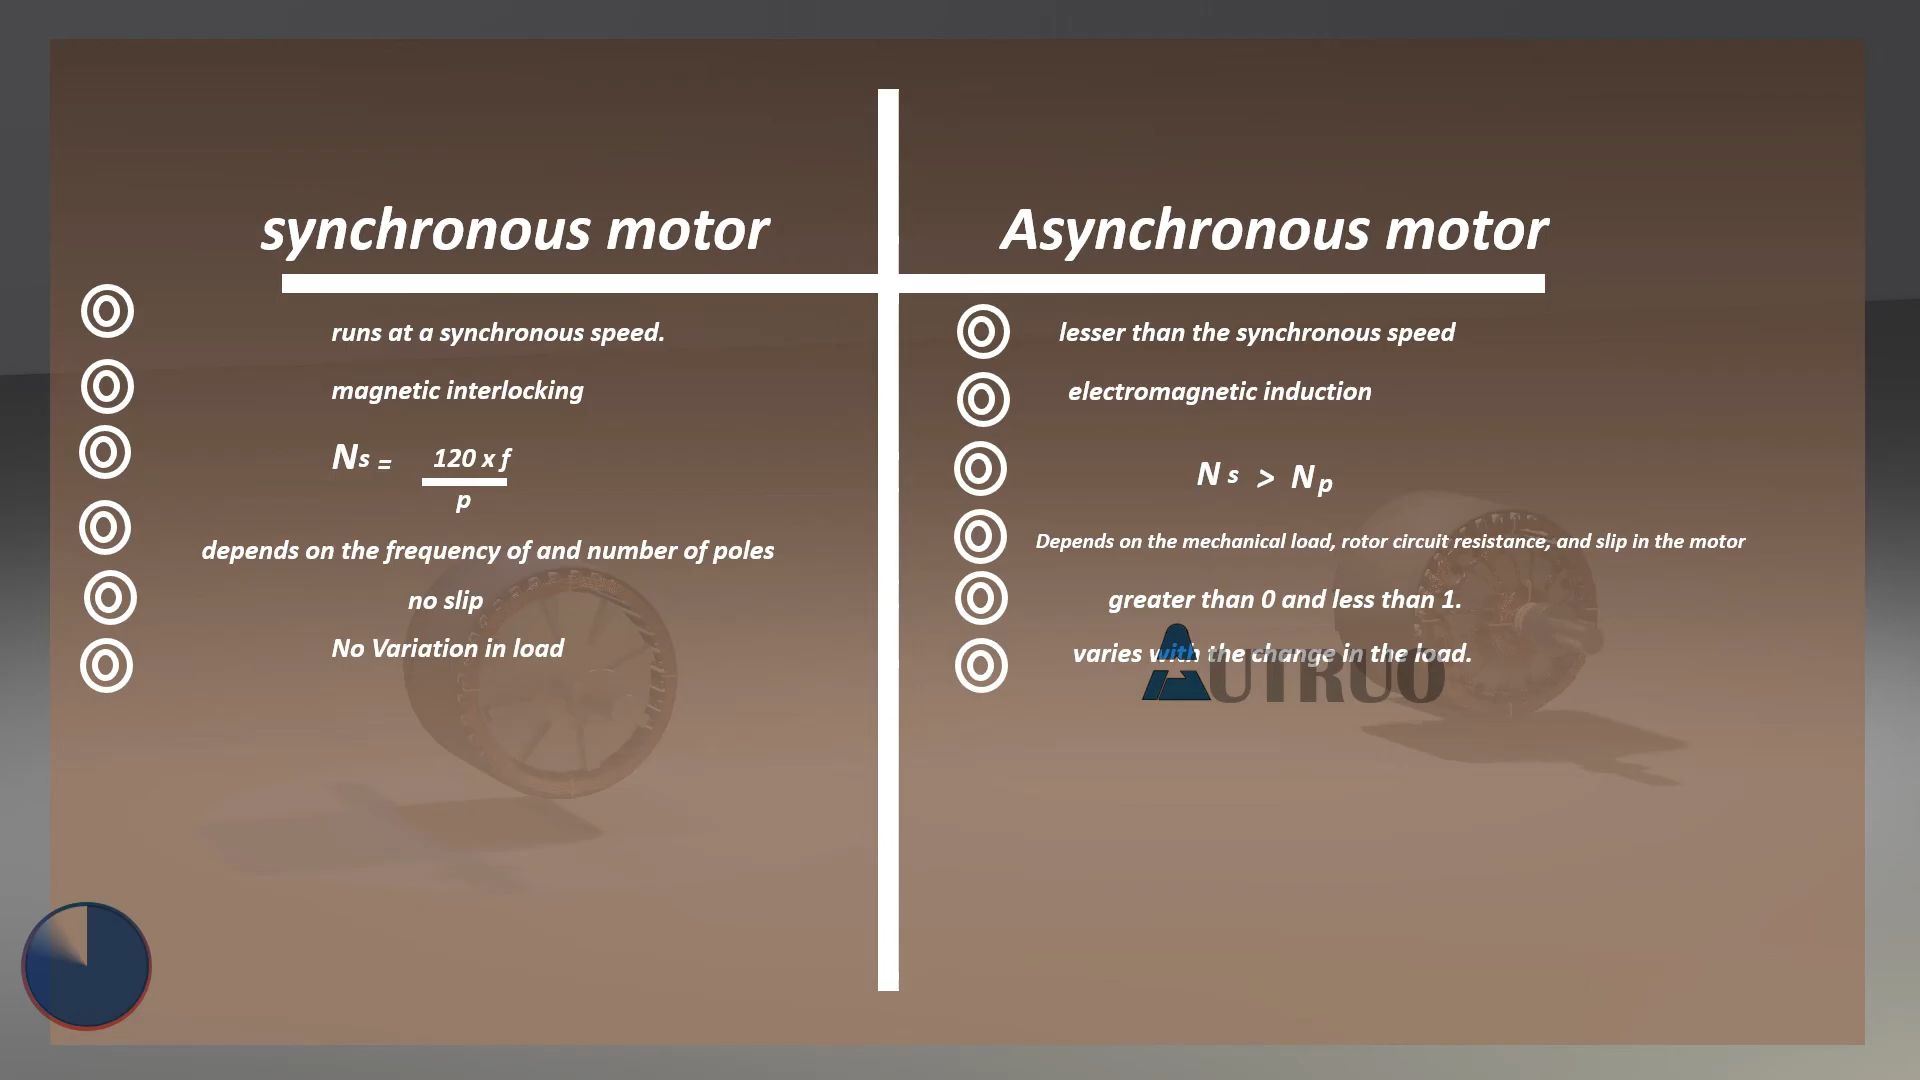 synchronous motor
Asynchronous motor
runs at a synchronous speed.
lesser than the synchronous speed
magnetic interlocking
electromagnetic induction
Ns = 120 x f
p
N s > N p
depends on the frequency of and number of poles
Depends on the mechanical load, rotor circuit resistance, and slip in the motor
no slip
greater than 0 and less than 1.
No Variation in load
varies with the change in the load.
AUTRUO